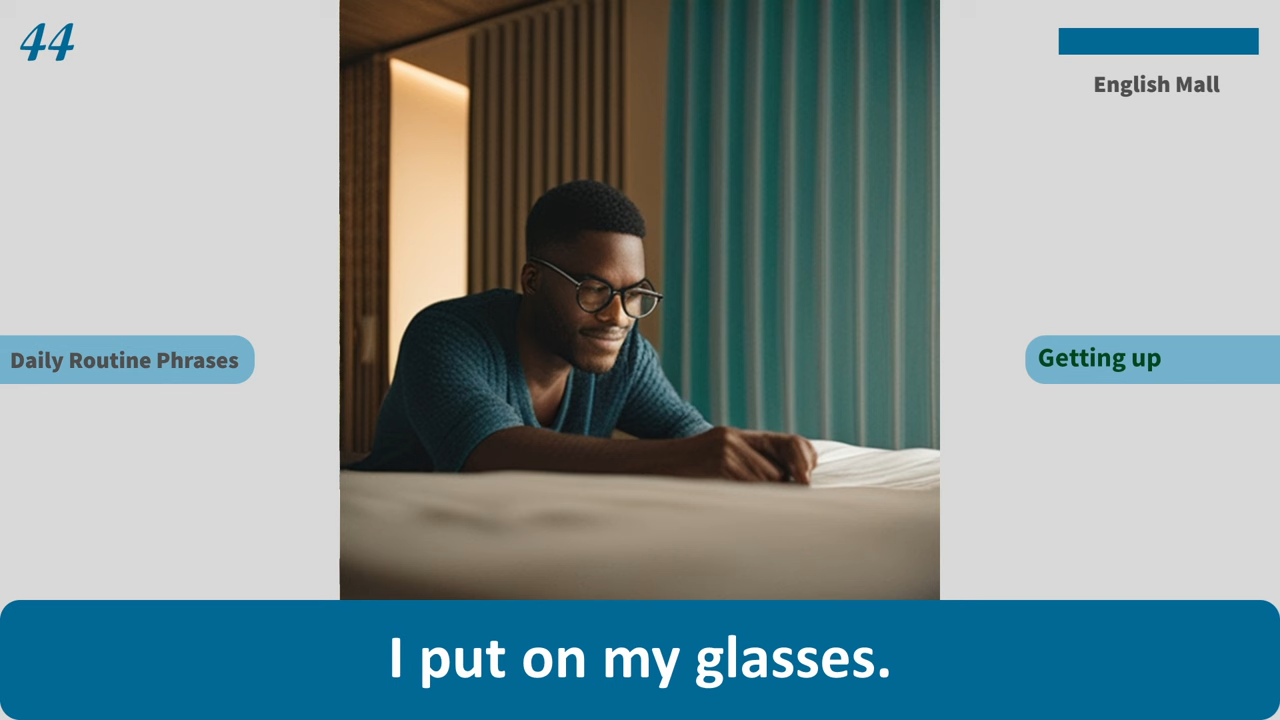 44
English Mall
Daily Routine Phrases
Getting up
I put on my glasses.